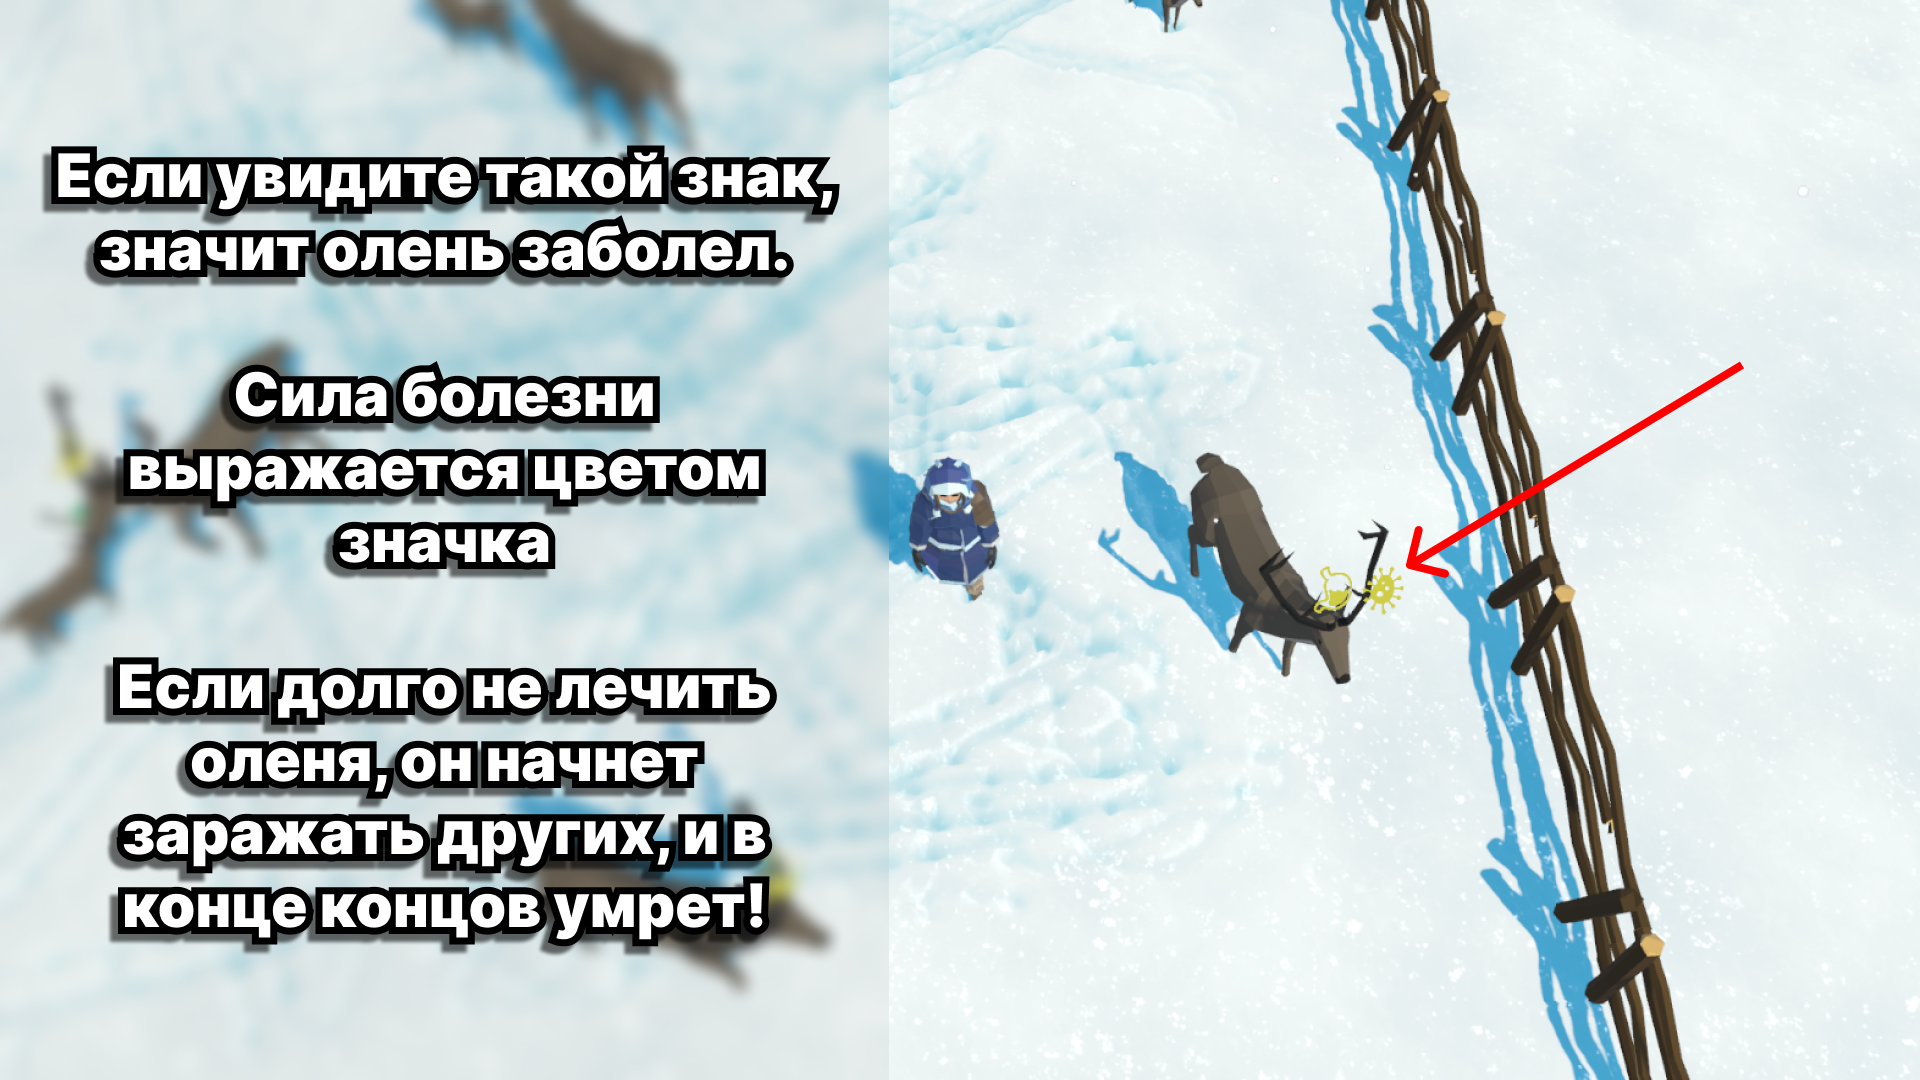 Если увидите такой знак,
значит олень заболел.
Сила болезни
выражается цветом
значка
Если долго не лечить
оленя, он начнет
заражать других, и в
конце концов умрет!